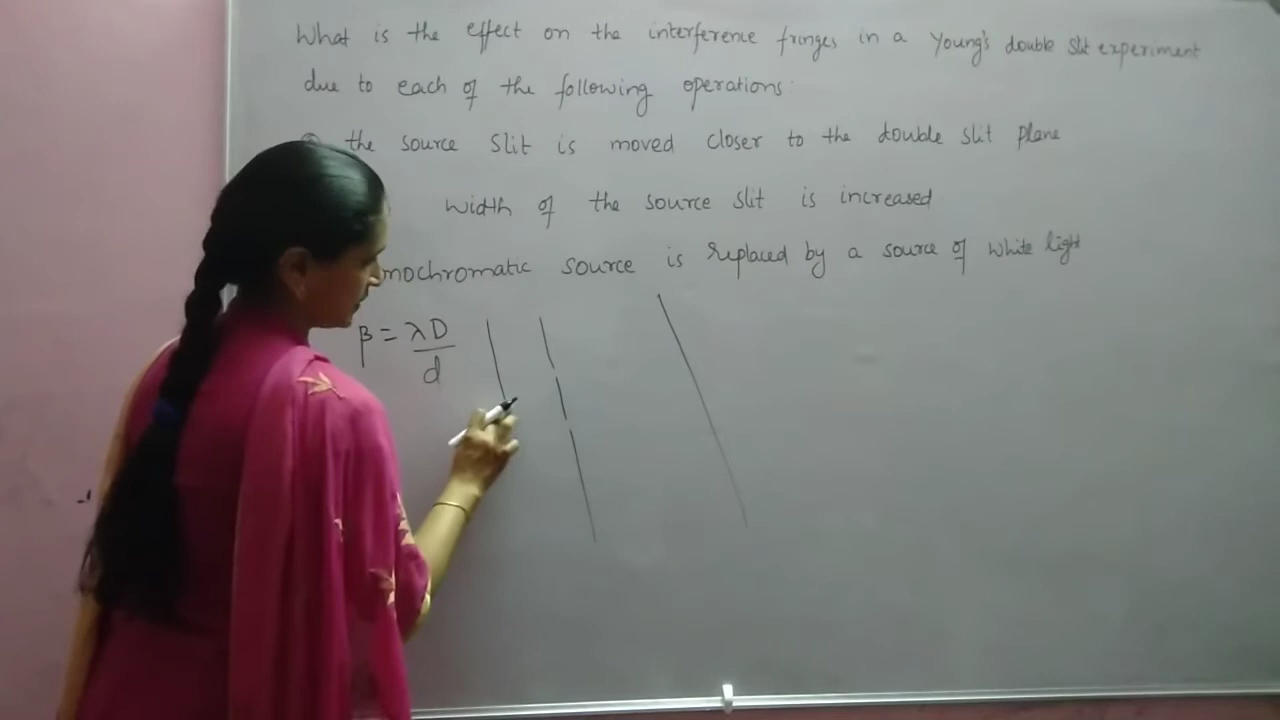 What is the effect on the interference fringes in a Young's double slit experiment
due to each of the following operations:
the source slit is moved closer to the double slit plane
width of the source slit is increased
nochromatic source is replaced by a source of white light
β = λD
d